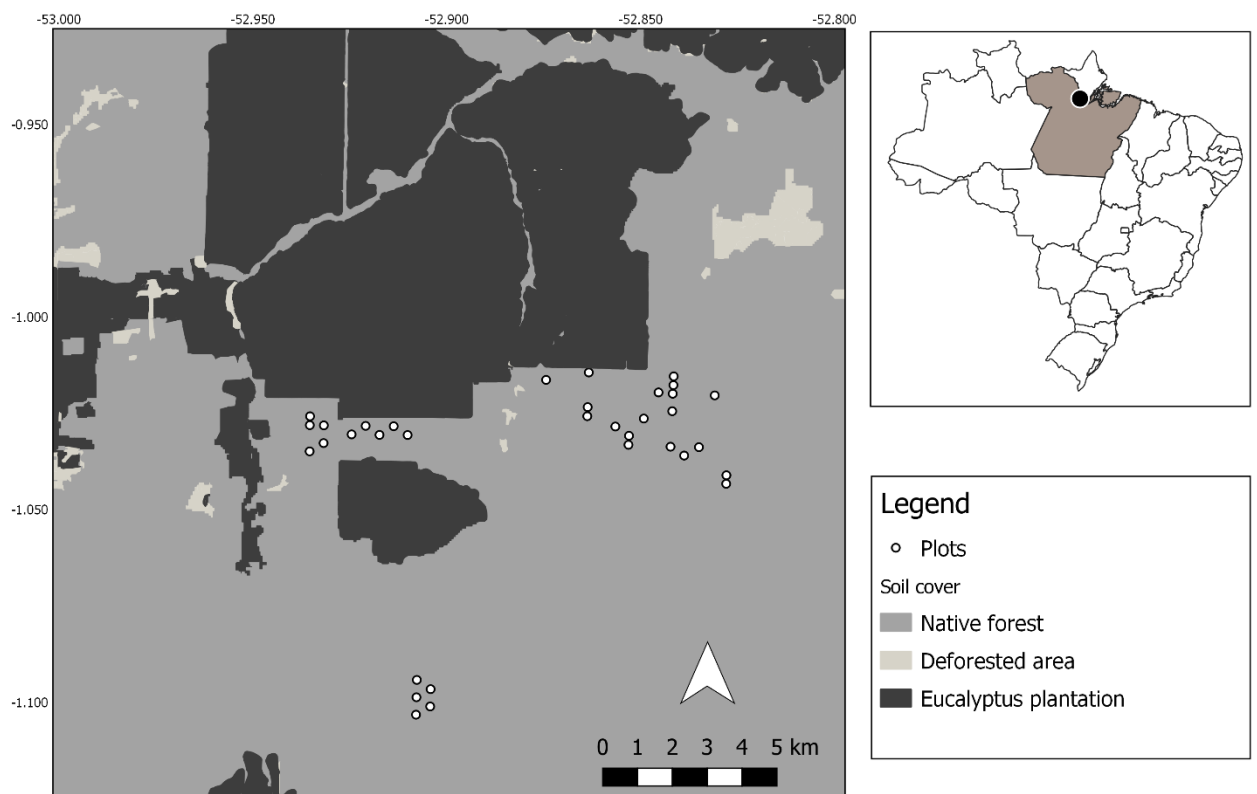 -53.000 -52.950 -52.900 -52.850 -52.800
-0.950
-1.000
-1.050
-1.100
0 1 2 3 4 5 km
Legend
Plots
Soil cover
Native forest
Deforested area
Eucalyptus plantation